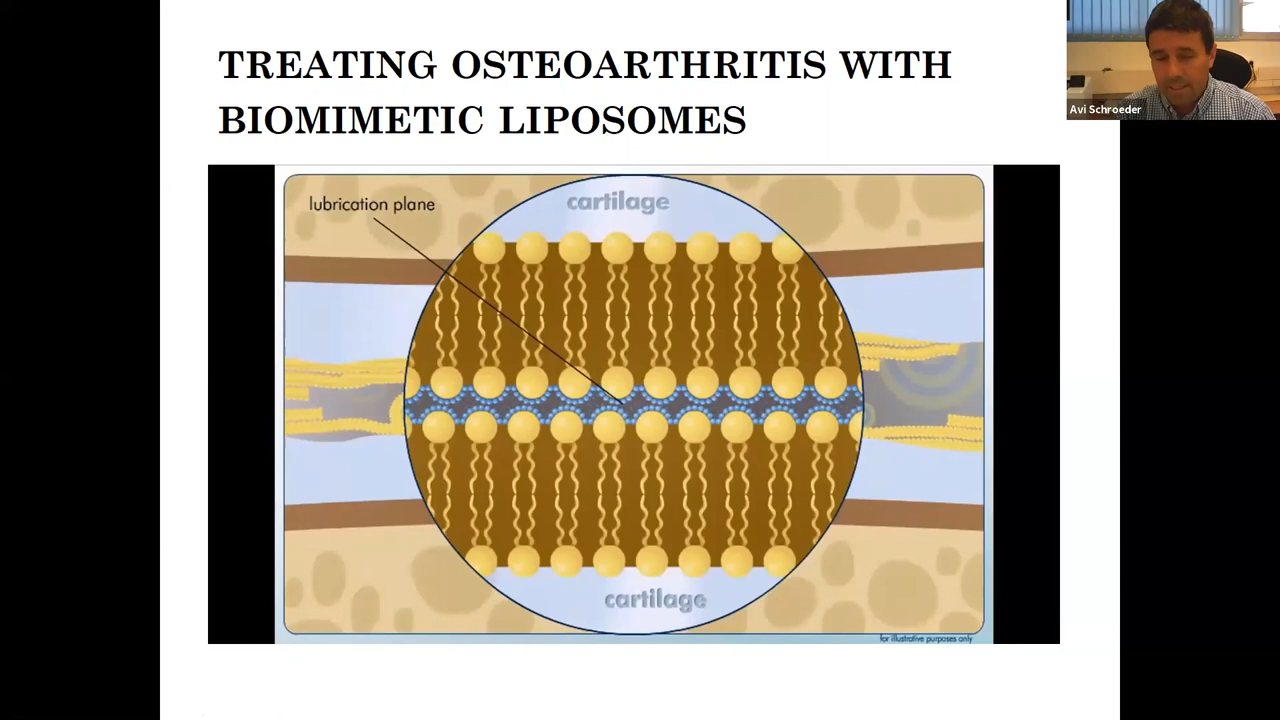 TREATING OSTEOARTHRITIS WITH
BIOMIMETIC LIPOSOMES
Avi Schroeder
lubrication plane
cartilage
cartilage
for illustrative purposes only